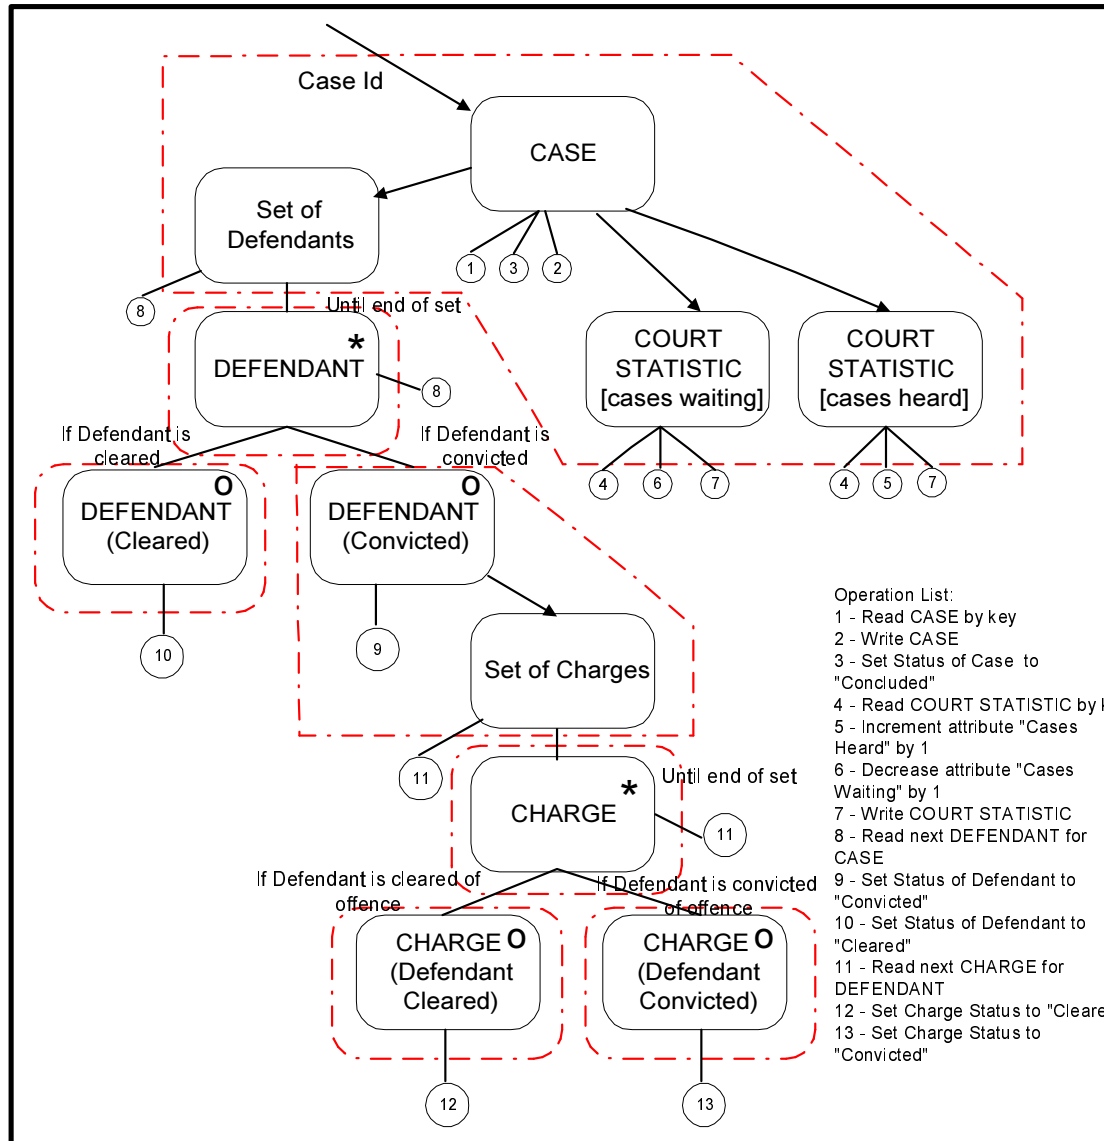 Case Id
CASE
Set of
Defendants
1
3
2
8
Until end of set
*
DEFENDANT
8
COURT
STATISTIC
[cases waiting]
COURT
STATISTIC
[cases heard]
4
6
7
4
5
7
If Defendant is
cleared
If Defendant is
convicted
O
DEFENDANT
(Cleared)
O
DEFENDANT
(Convicted)
10
9
Set of Charges
11
Until end of set
*
CHARGE
11
If Defendant is cleared of
offence
If Defendant is convicted
of offence
CHARGE O
(Defendant
Cleared)
CHARGE O
(Defendant
Convicted)
12
13
Operation List:
1 - Read CASE by key
2 - Write CASE
3 - Set Status of Case to
"Concluded"
4 - Read COURT STATISTIC by
5 - Increment attribute "Cases
Heard" by 1
6 - Decrease attribute "Cases
Waiting" by 1
7 - Write COURT STATISTIC
8 - Read next DEFENDANT for
CASE
9 - Set Status of Defendant to
"Convicted"
10 - Set Status of Defendant to
"Cleared"
11 - Read next CHARGE for
DEFENDANT
12 - Set Charge Status to "Cleare
13 - Set Charge Status to
"Convicted"